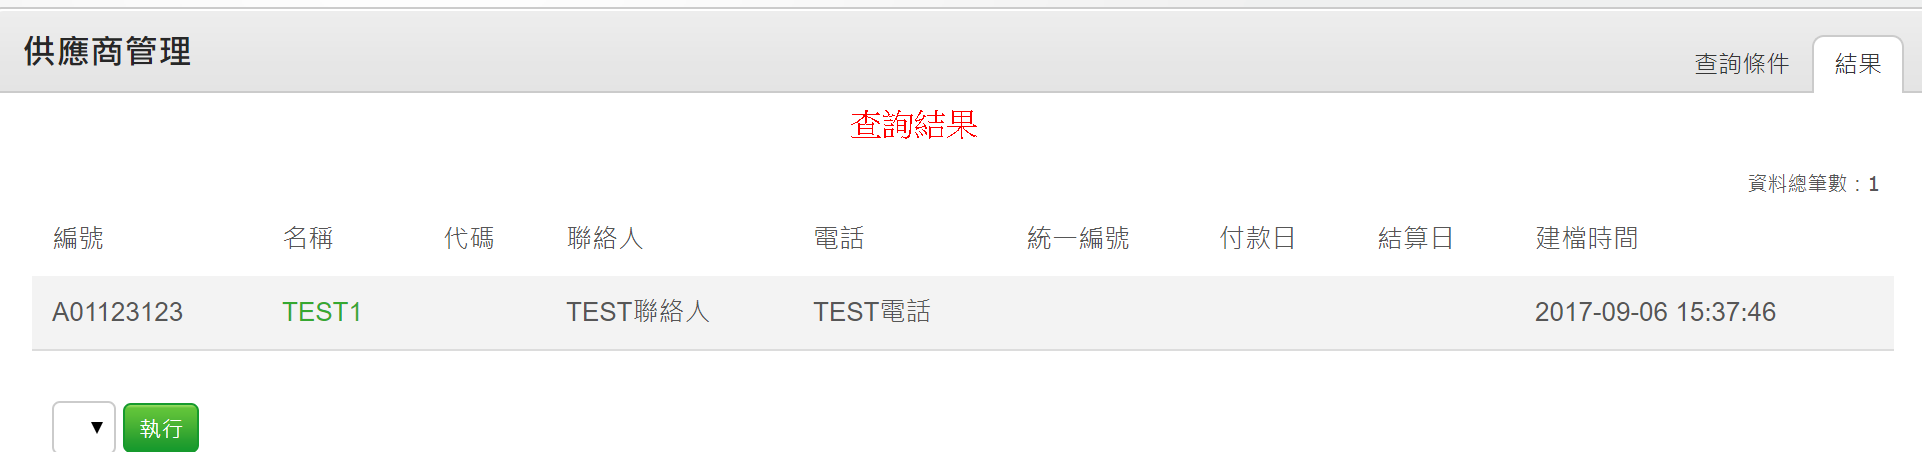 供應商管理
查詢條件 結果
查詢結果
資料總筆數：1
編號 名稱 代碼 聯絡人 電話 統一編號 付款日 結算日 建檔時間
A01123123 TEST1 TEST聯絡人 TEST電話 2017-09-06 15:37:46
執行